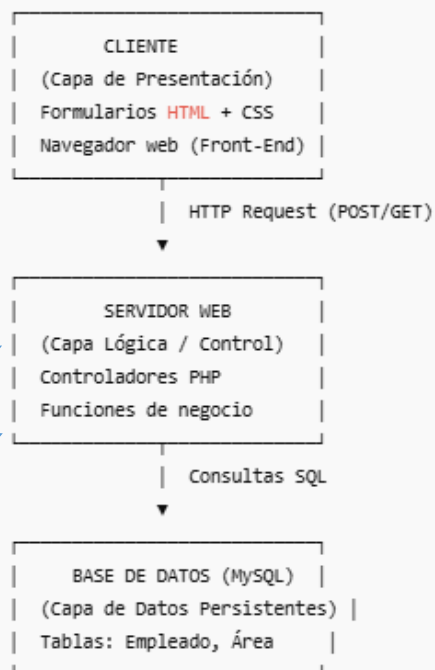 CLIENTE
(Capa de Presentación)
Formularios HTML + CSS
Navegador web (Front-End)
HTTP Request (POST/GET)
SERVIDOR WEB
(Capa Lógica / Control)
Controladores PHP
Funciones de negocio
Consultas SQL
BASE DE DATOS (MySQL)
(Capa de Datos Persistentes)
Tablas: Empleado, Área